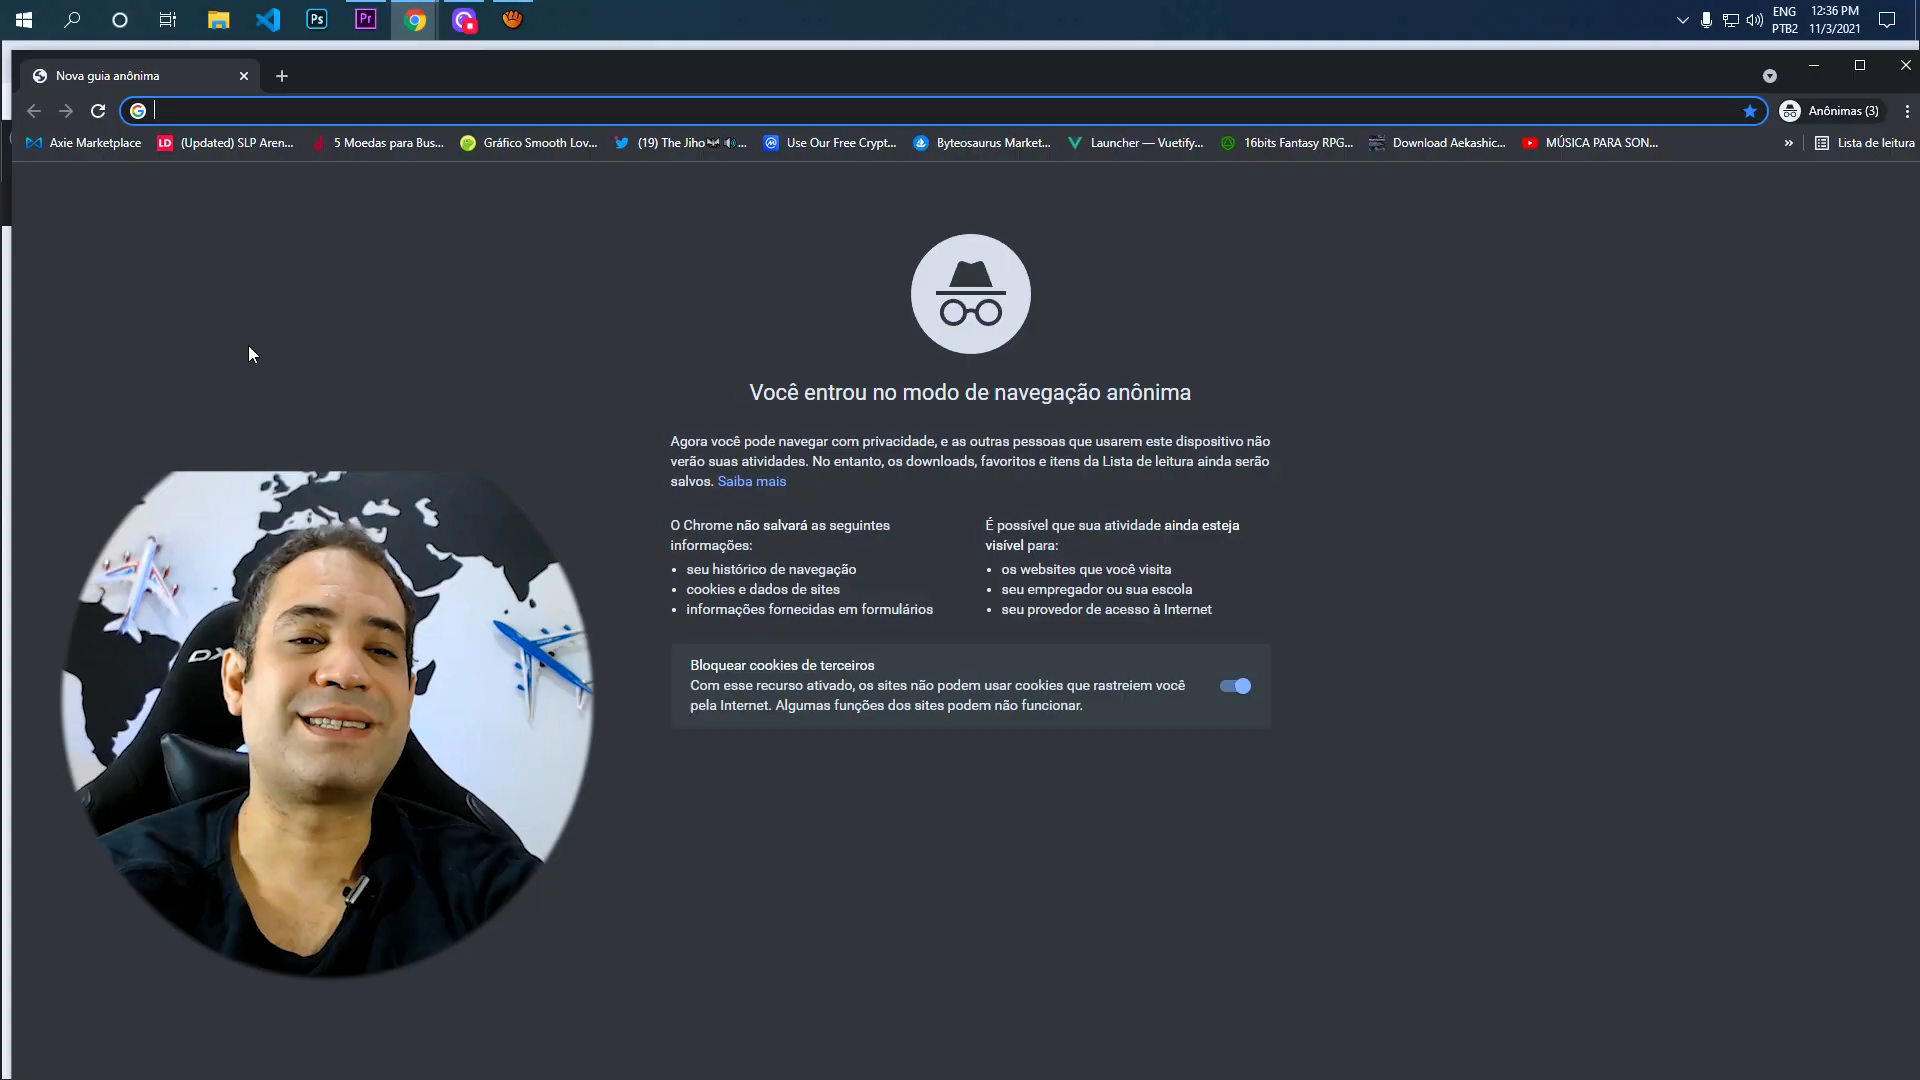 Ps
Pr
ENG
PTB2
12:36 PM
11/3/2021
Nova guia anônima
Anônimas (3)
Axie Marketplace
LD (Updated) SLP Aren...
5 Moedas para Bus...
Gráfico Smooth Lov...
(19) The Jiho...
Use Our Free Crypt...
Byteosaurus Market...
Launcher — Vuetify...
16bits Fantasy RPG...
Download Aekashic...
MÚSICA PARA SON...
»
Lista de leitura
Você entrou no modo de navegação anônima
Agora você pode navegar com privacidade, e as outras pessoas que usarem este dispositivo não
verão suas atividades. No entanto, os downloads, favoritos e itens da Lista de leitura ainda serão
salvos. Saiba mais
O Chrome não salvará as seguintes
informações:
• seu histórico de navegação
• cookies e dados de sites
• informações fornecidas em formulários
É possível que sua atividade ainda esteja
visível para:
• os websites que você visita
• seu empregador ou sua escola
• seu provedor de acesso à Internet
Bloquear cookies de terceiros
Com esse recurso ativado, os sites não podem usar cookies que rastreiem você
pela Internet. Algumas funções dos sites podem não funcionar.